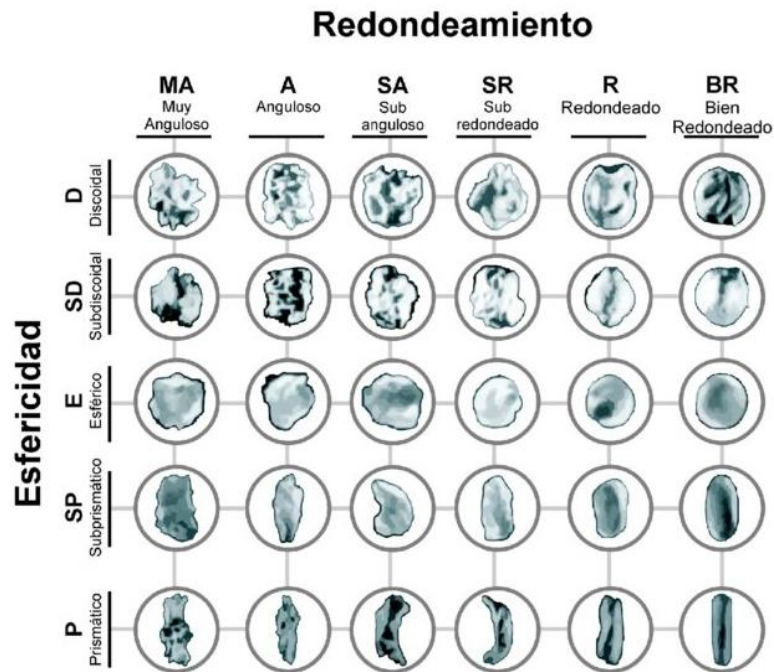 Redondeamiento
MA
Muy
Anguloso
A
Anguloso
SA
Sub
anguloso
SR
Sub
redondeado
R
Redondeado
BR
Bien
Redondeado
Esfericidad
D
Discoidal
SD
Subdiscoidal
E
Esférico
SP
Subprismático
P
Prismático